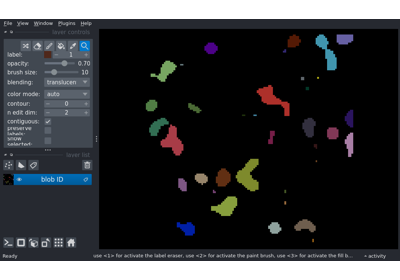 File View Window Plugins Help
layer controls
label: 1
opacity: 0.70
brush size: 10
blending: translucen
color mode: auto
contour: 0
n edit dim: 2
contiguous:
preserve labels:
show selected:
layer list
blob ID
Ready
use <1> for activate the label eraser, use <2> for activate the paint brush, use <3> for activate the fill b...
activity